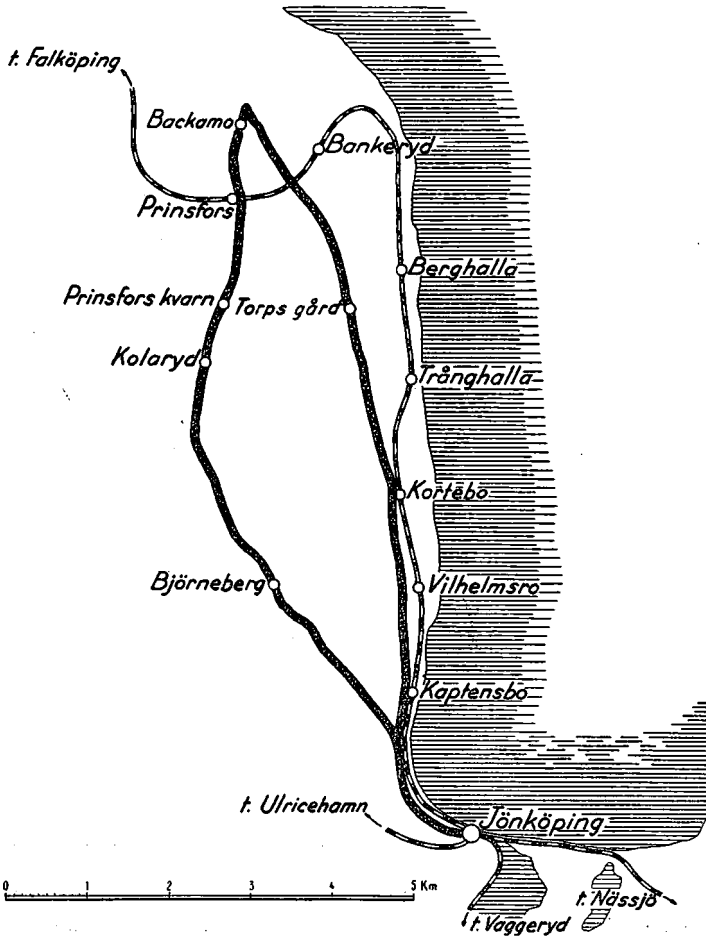 t. Falköping
Backamo
Bankeryd
Prinsfors
Berghalla
Prinsfors kvarn
Torps gård
Kolaryd
Trånghalla
Kortebo
Björneberg
Vilhelmsro
Kaptensbo
t. Ulricehamn
Jönköping
0 2 3 4 5 Km
t. Nässjö
t. Vaggeryd